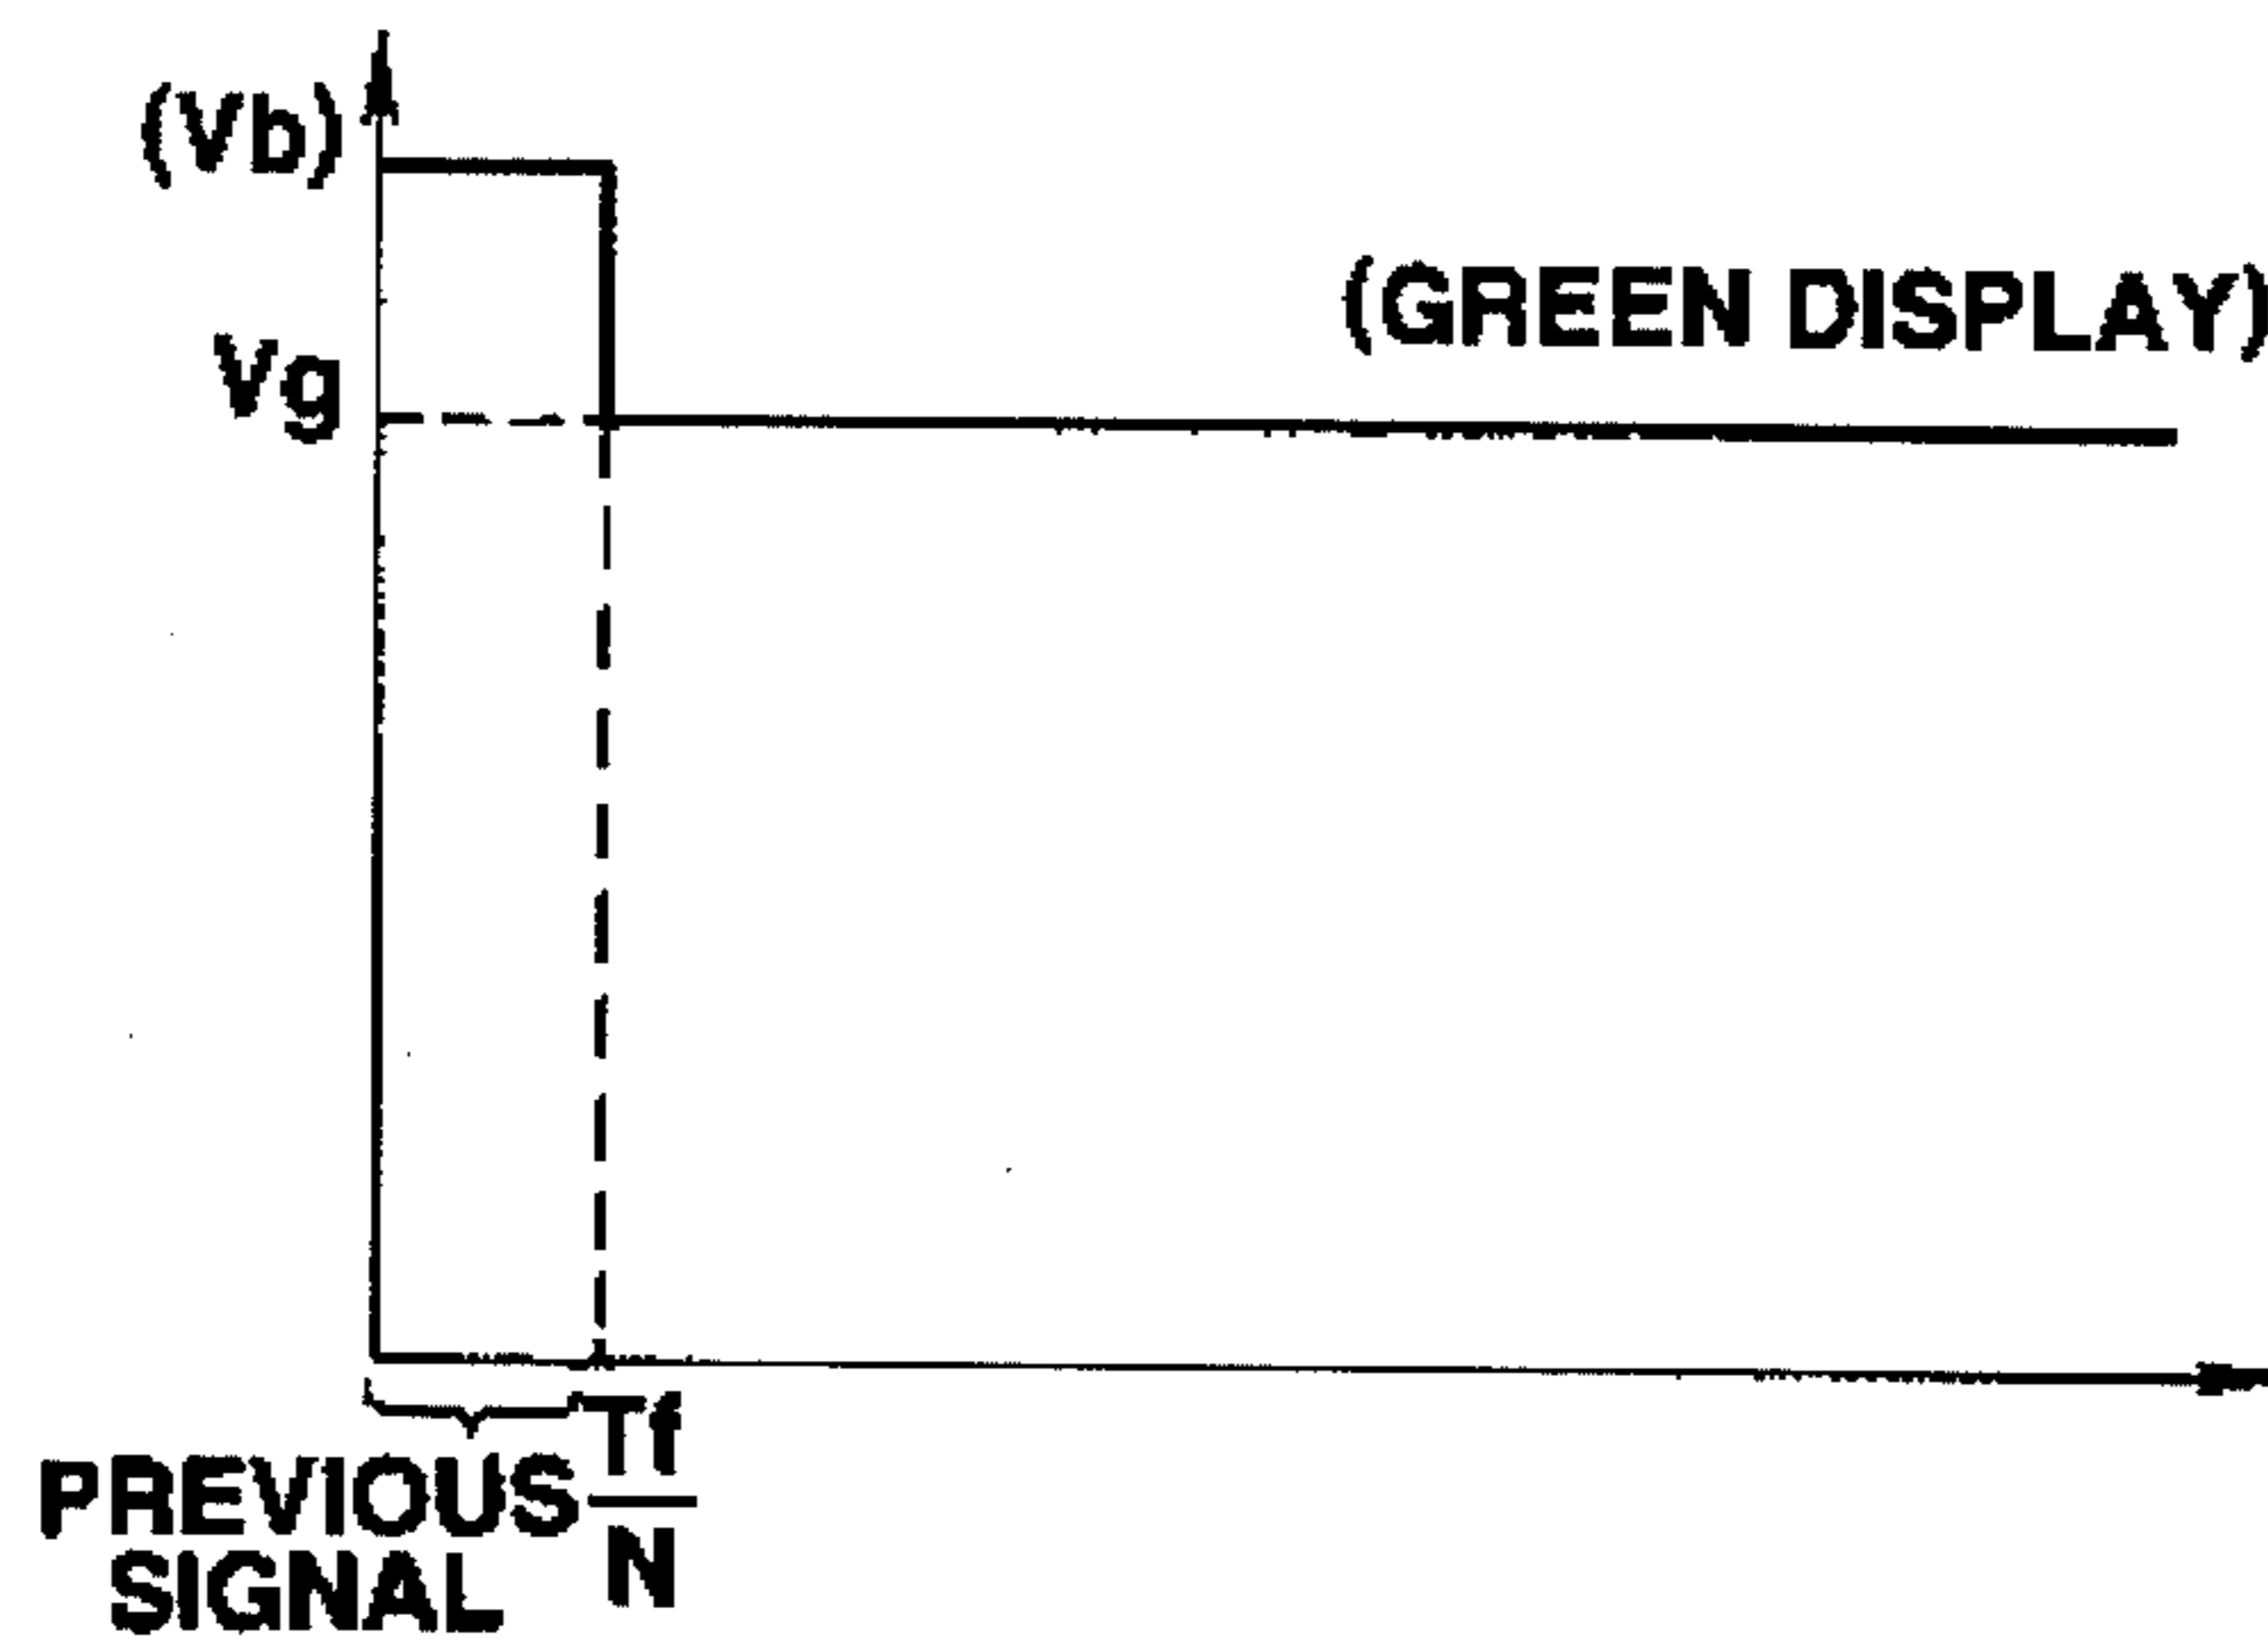 (Vb)
(GREEN DISPLAY)
Vg
PREVIOUS
SIGNAL
Tf
N